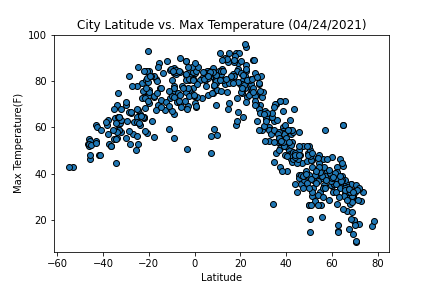 City Latitude vs. Max Temperature (04/24/2021)
100
80
60
40
20
Max Temperature(F)
−60 −40 −20 0 20 40 60 80
Latitude